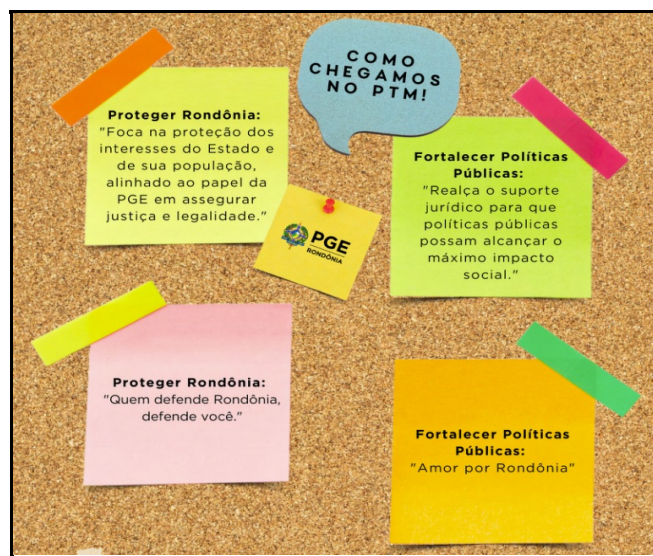 COMO
CHEGAMOS
NO PTM!
Proteger Rondônia:
"Foca na proteção dos
interesses do Estado e
de sua população,
alinhado ao papel da
PGE em assegurar
justiça e legalidade."
Fortalecer Políticas
Públicas:
"Realça o suporte
jurídico para que
políticas públicas
possam alcançar o
máximo impacto
social."
PGE
RONDÔNIA
Proteger Rondônia:
"Quem defende Rondônia,
defende você."
Fortalecer Políticas
Públicas:
"Amor por Rondônia"